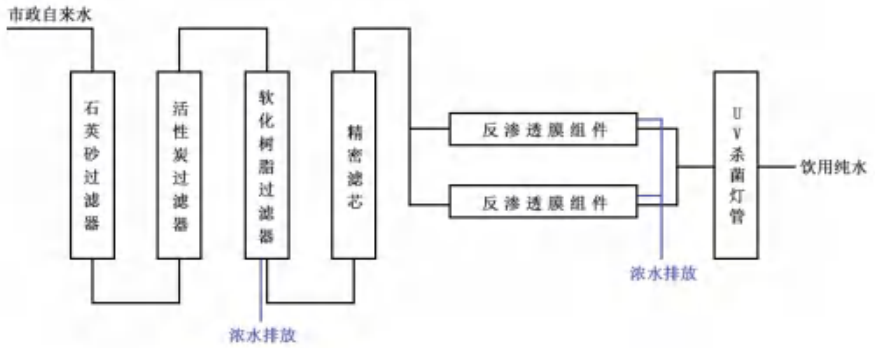 市政自来水
石英砂过滤器
活性炭过滤器
软化树脂过滤器
精密滤芯
反渗透膜组件
反渗透膜组件
UV杀菌灯管
饮用纯水
浓水排放
浓水排放